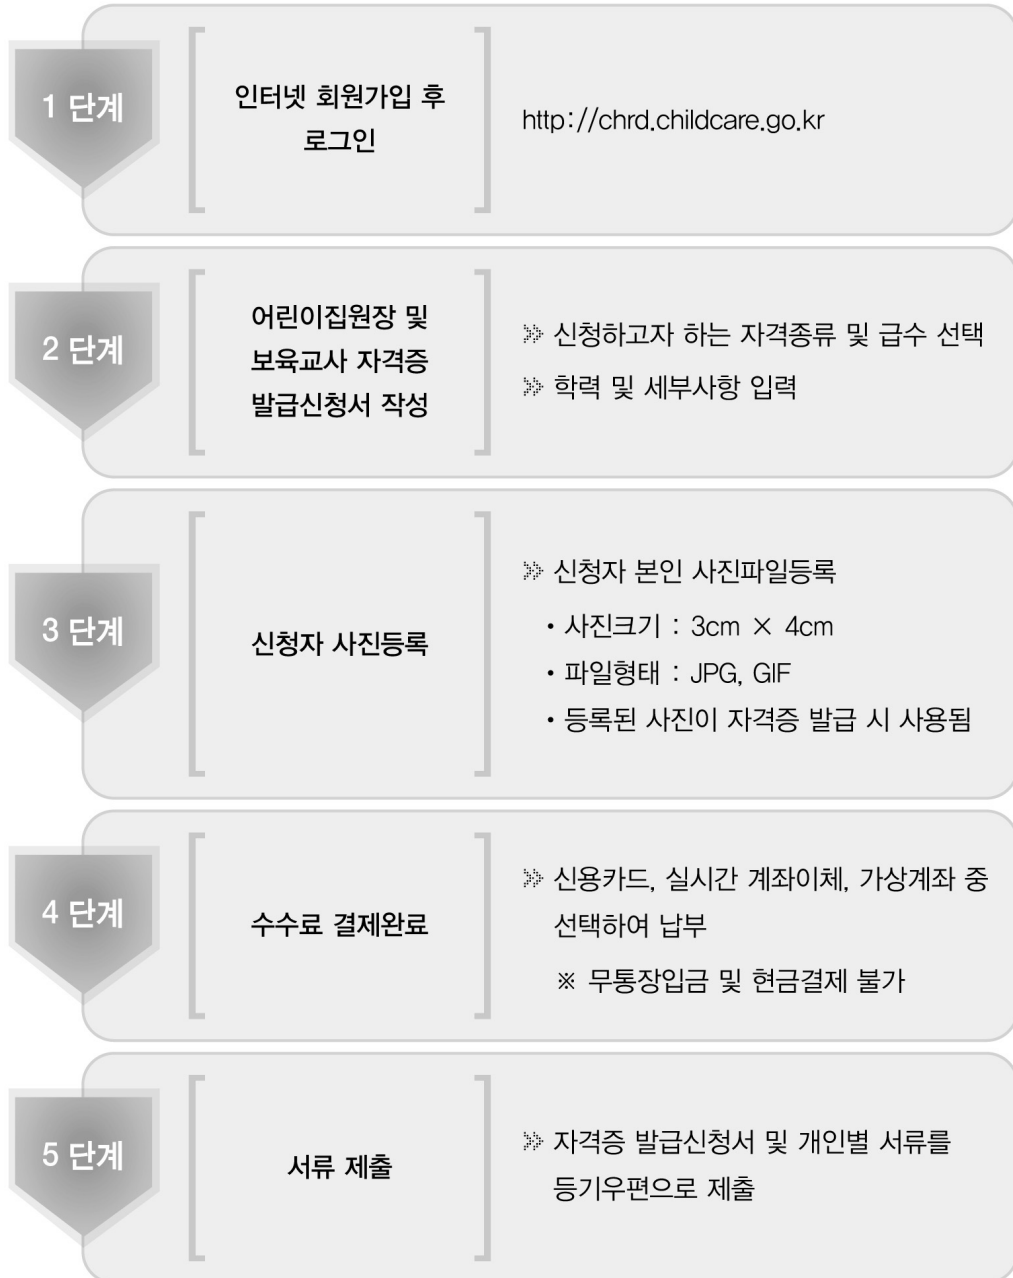 1 단계
인터넷 회원가입 후
로그인
http://chrd.childcare.go.kr
2 단계
어린이집원장 및
보육교사 자격증
발급신청서 작성
≫ 신청하고자 하는 자격종류 및 급수 선택
≫ 학력 및 세부사항 입력
3 단계
신청자 사진등록
≫ 신청자 본인 사진파일등록
• 사진크기 : 3cm × 4cm
• 파일형태 : JPG, GIF
• 등록된 사진이 자격증 발급 시 사용됨
4 단계
수수료 결제완료
≫ 신용카드, 실시간 계좌이체, 가상계좌 중
선택하여 납부
※ 무통장입금 및 현금결제 불가
5 단계
서류 제출
≫ 자격증 발급신청서 및 개인별 서류를
등기우편으로 제출